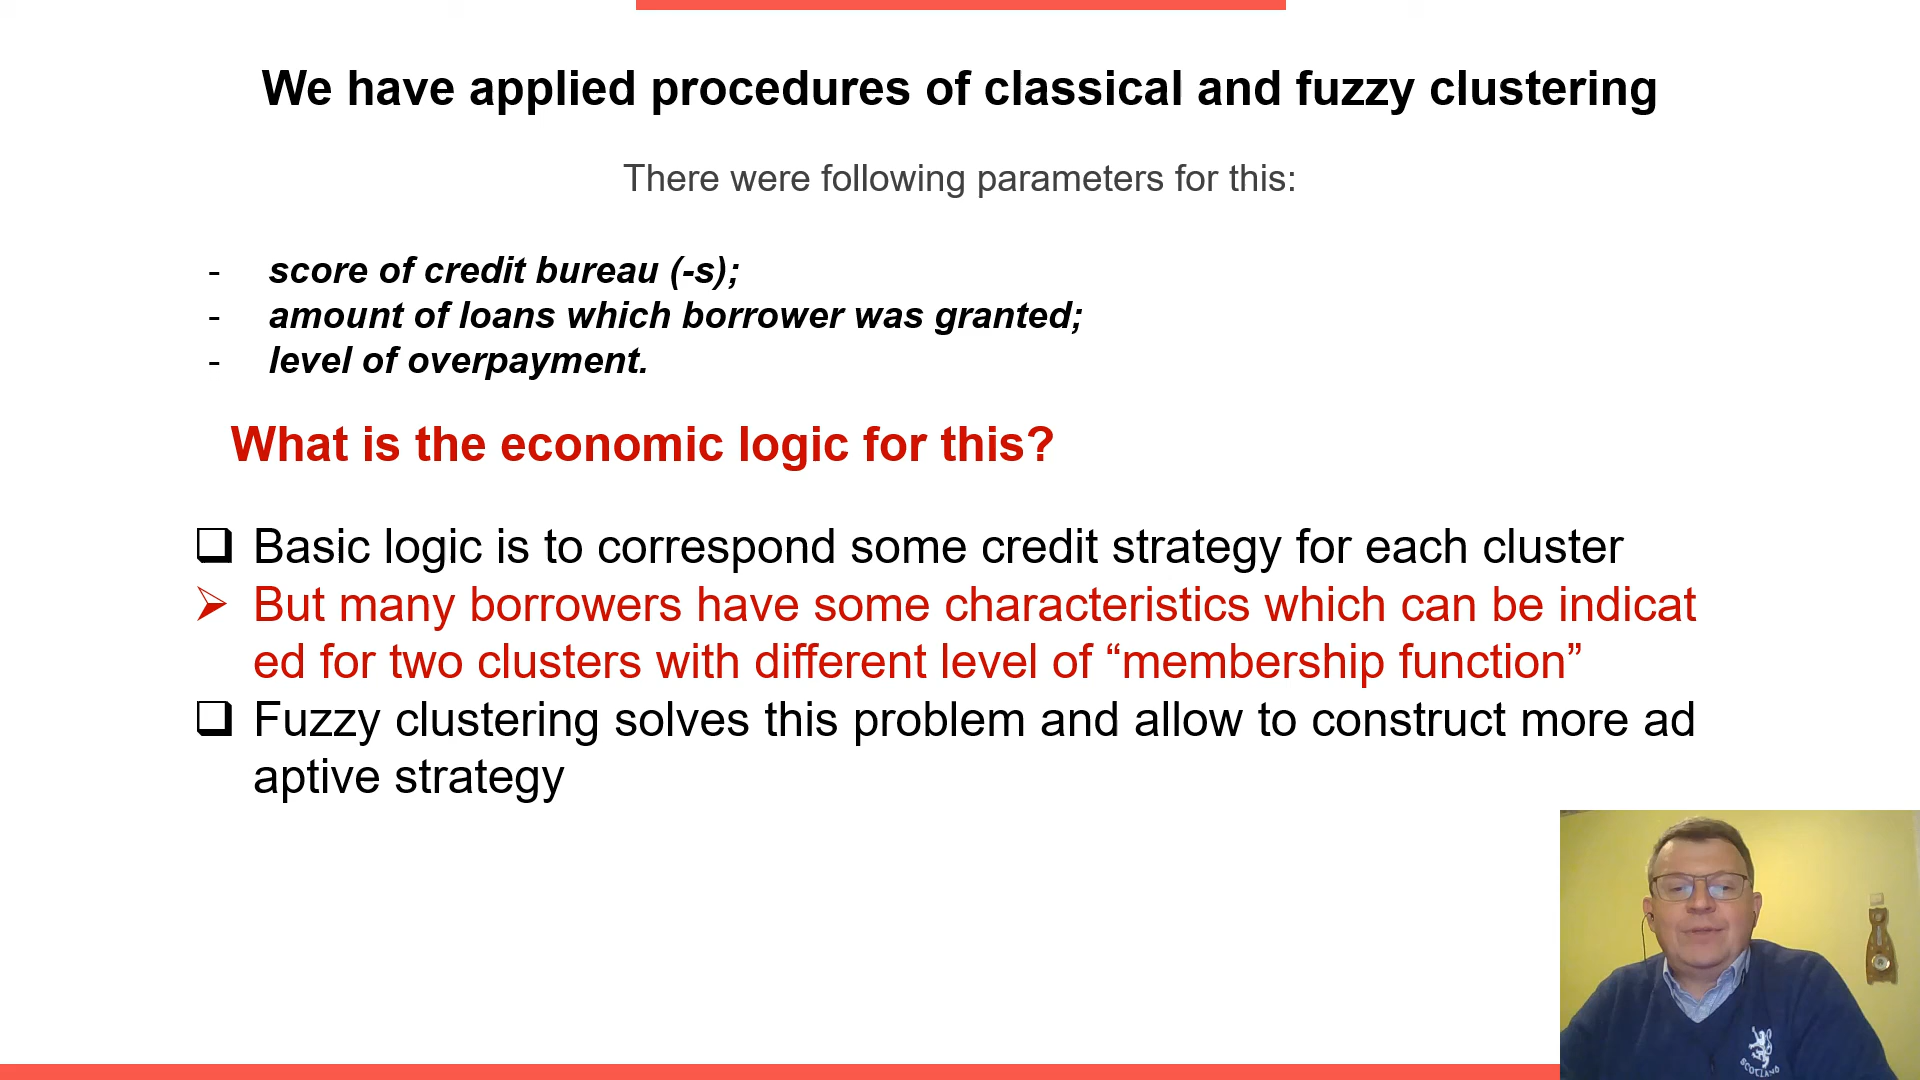 We have applied procedures of classical and fuzzy clustering
There were following parameters for this:
- score of credit bureau (-s);
- amount of loans which borrower was granted;
- level of overpayment.
What is the economic logic for this?
❑ Basic logic is to correspond some credit strategy for each cluster
➢ But many borrowers have some characteristics which can be indicat
ed for two clusters with different level of “membership function”
❑ Fuzzy clustering solves this problem and allow to construct more ad
aptive strategy
SCOTLAND